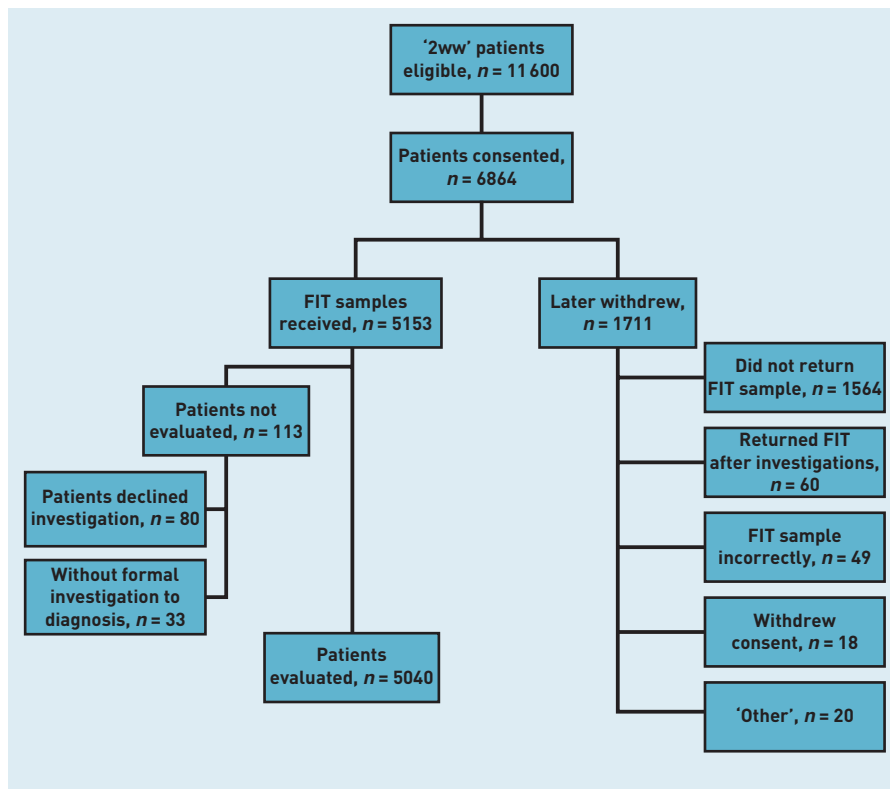 ‘2ww’ patients
eligible, n = 11 600
Patients consented,
n = 6864
FIT samples
received, n = 5153
Later withdrew,
n = 1711
Patients not
evaluated, n = 113
Patients declined
investigation, n = 80
Without formal
investigation to
diagnosis, n = 33
Patients
evaluated, n = 5040
Did not return
FIT sample, n = 1564
Returned FIT
after investigations,
n = 60
FIT sample
incorrectly, n = 49
Withdrew
consent, n = 18
‘Other’, n = 20